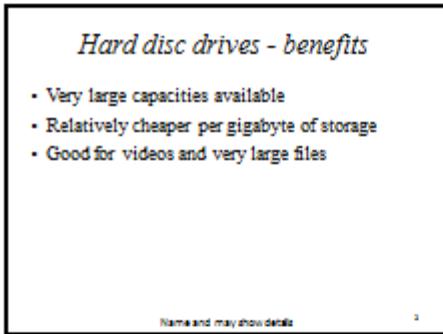 Hard disc drives - benefits
• Very large capacities available
• Relatively cheaper per gigabyte of storage
• Good for videos and very large files
Name and may show details
3